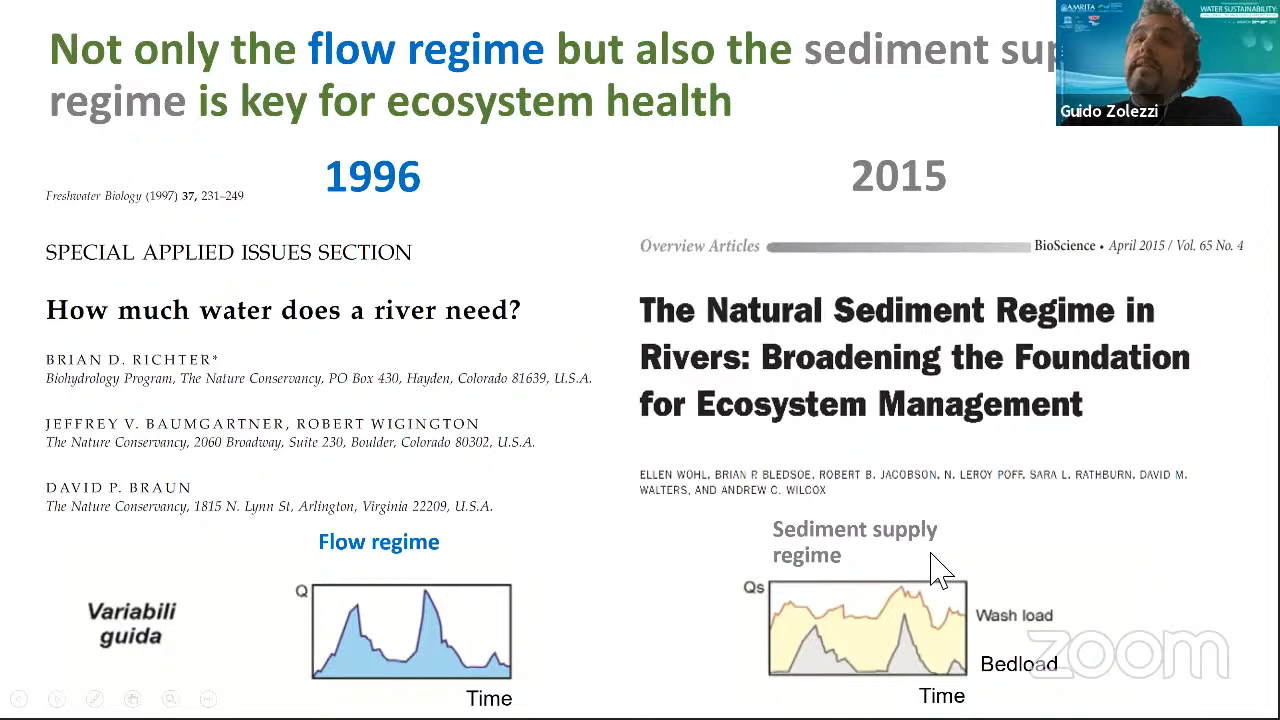 Not only the flow regime but also the sediment sup
regime is key for ecosystem health
AMRITA
WATER SUSTAINABILITY
Guido Zolezzi
1996
2015
Freshwater Biology (1997) 37, 231–249
SPECIAL APPLIED ISSUES SECTION
How much water does a river need?
BRIAN D. RICHTER*
Biohydrology Program, The Nature Conservancy, PO Box 430, Hayden, Colorado 81639, U.S.A.
JEFFREY V. BAUMGARTNER, ROBERT WIGINGTON
The Nature Conservancy, 2060 Broadway, Suite 230, Boulder, Colorado 80302, U.S.A.
DAVID P. BRAUN
The Nature Conservancy, 1815 N. Lynn St, Arlington, Virginia 22209, U.S.A.
Overview Articles
BioScience • April 2015 / Vol. 65 No. 4
The Natural Sediment Regime in
Rivers: Broadening the Foundation
for Ecosystem Management
ELLEN WOHL, BRIAN P. BLEDSOE, ROBERT B. JACOBSON, N. LEROY POFF, SARA L. RATHBURN, DAVID M.
WALTERS, AND ANDREW C. WILCOX
Flow regime
Sediment supply
regime
Variabili
guida
Q
Time
Qs
Wash load
Bedload
Time
zoom